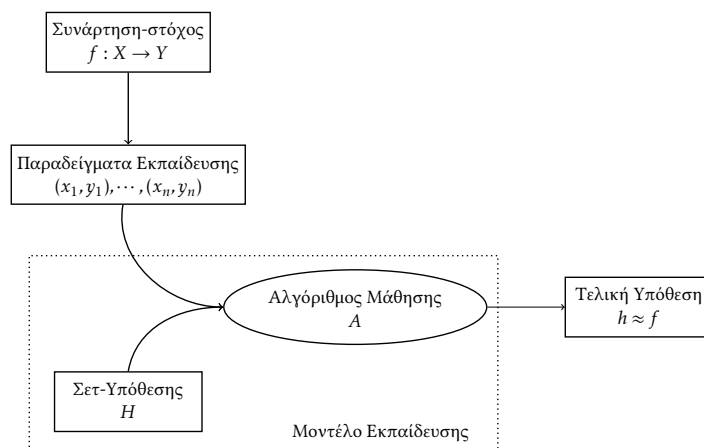 Συνάρτηση-στόχος
f : X → Y
Παραδείγματα Εκπαίδευσης
(x₁, y₁), ⋯ , (xₙ, yₙ)
Αλγόριθμος Μάθησης
A
Τελική Υπόθεση
h ≈ f
Σετ-Υπόθεσης
H
Μοντέλο Εκπαίδευσης